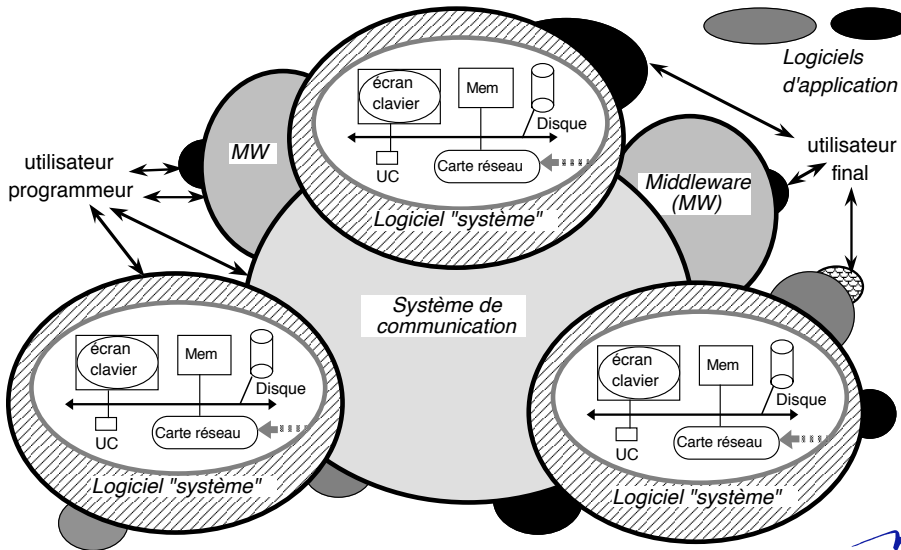 Logiciels
d'application
écran
clavier
Mem
Disque
UC
Carte réseau
Logiciel "système"
MW
utilisateur
programmeur
utilisateur
final
Middleware
(MW)
Système de
communication
écran
clavier
Mem
Disque
UC
Carte réseau
Logiciel "système"
écran
clavier
Mem
Disque
UC
Carte réseau
Logiciel "système"